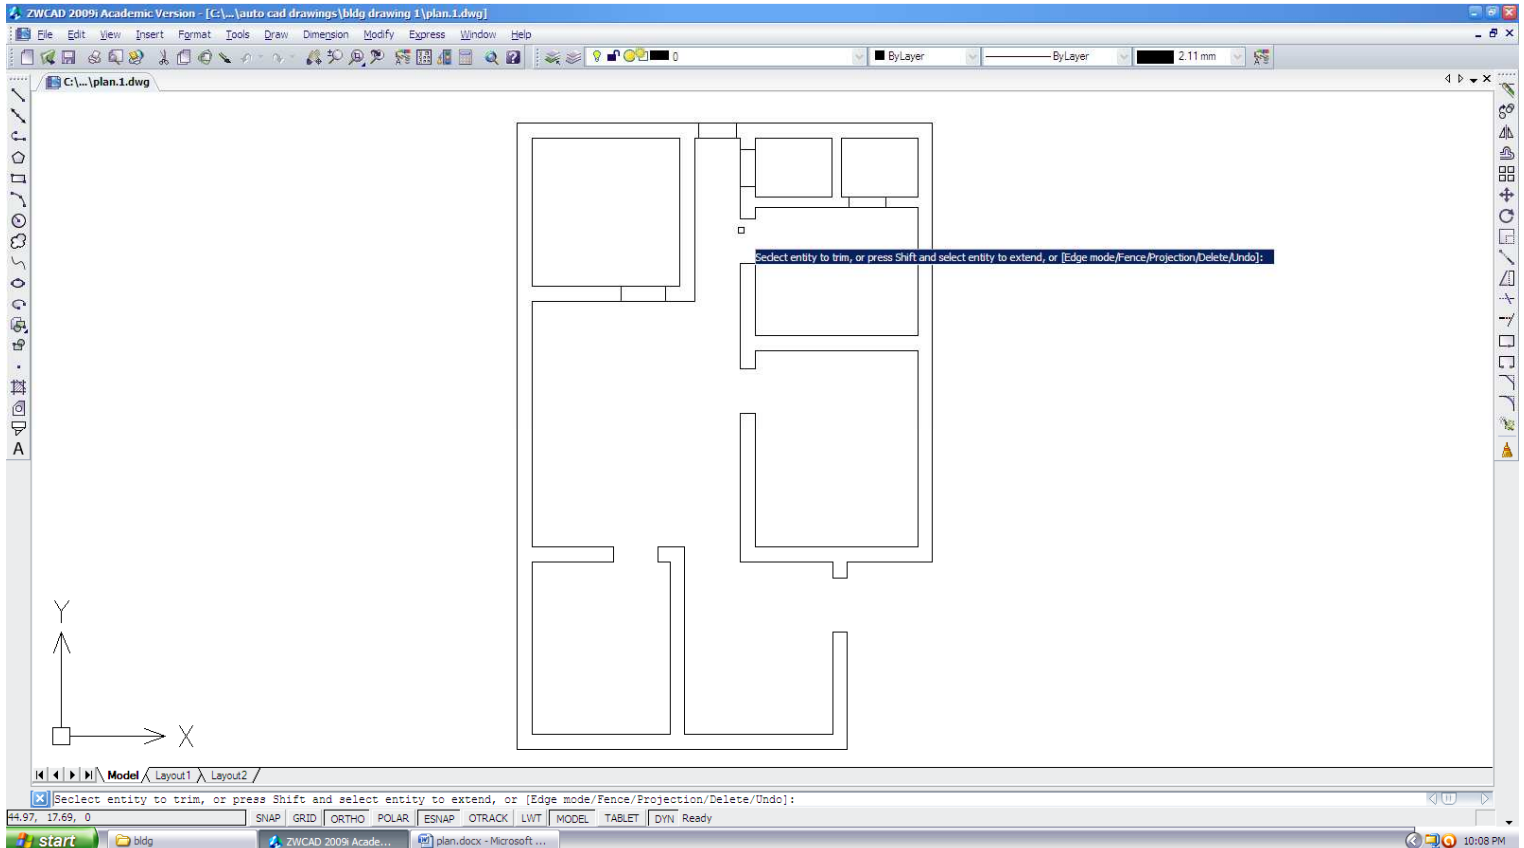 ZWCAD 2009i Academic Version - [C:\...\auto cad drawings\bldg drawing 1\plan.1.dwg]
File Edit View Insert Format Tools Draw Dimension Modify Express Window Help
0 ByLayer ByLayer 2.11 mm
C:\...\plan.1.dwg
Seclect entity to trim, or press Shift and select entity to extend, or [Edge mode/Fence/Projection/Delete/Undo]:
A
Y
X
Model Layout1 Layout2
Seclect entity to trim, or press Shift and select entity to extend, or [Edge mode/Fence/Projection/Delete/Undo]:
44.97, 17.69, 0 SNAP GRID ORTHO POLAR ESNAP OTRACK LWT MODEL TABLET DYN Ready
start bldg ZWCAD 2009i Acade... plan.docx - Microsoft ... 10:08 PM